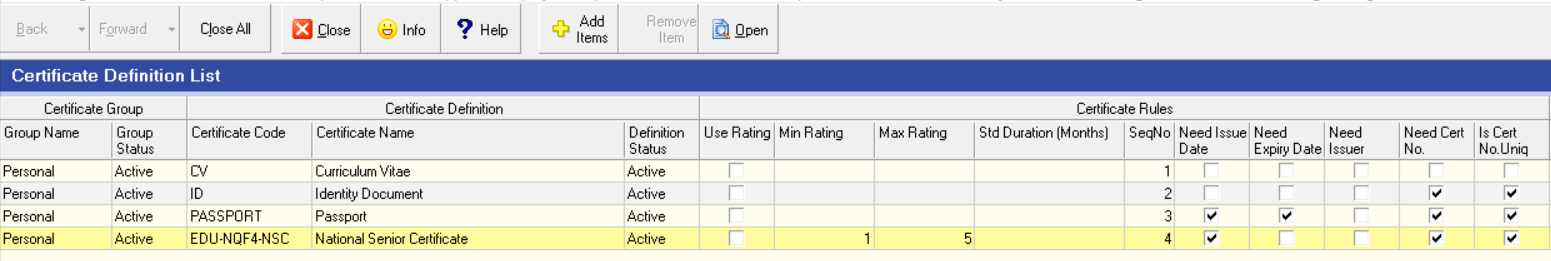 Back Forward Close All Close Info Help Add Items Remove Item Open
Certificate Definition List
Certificate Group Certificate Definition Certificate Rules
Group Name Group Status Certificate Code Certificate Name Definition Status Use Rating Min Rating Max Rating Std Duration (Months) SeqNo Need Issue Date Need Expiry Date Need Issuer Need Cert No. Is Cert No.Uniq
Personal Active CV Curriculum Vitae Active 1
Personal Active ID Identity Document Active 2
Personal Active PASSPORT Passport Active 3
Personal Active EDU-NQF4-NSC National Senior Certificate Active 1 5 4